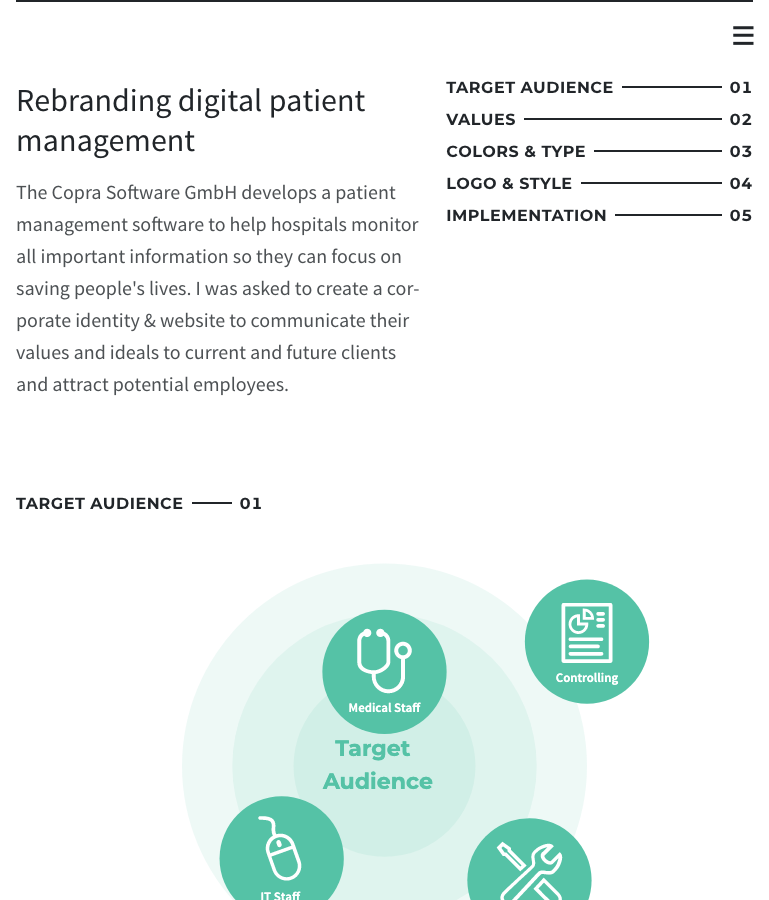 Rebranding digital patient
management
The Copra Software GmbH develops a patient
management software to help hospitals monitor
all important information so they can focus on
saving people's lives. I was asked to create a cor-
porate identity & website to communicate their
values and ideals to current and future clients
and attract potential employees.
TARGET AUDIENCE 01
VALUES 02
COLORS & TYPE 03
LOGO & STYLE 04
IMPLEMENTATION 05
TARGET AUDIENCE 01
Controlling
Medical Staff
Target
Audience
IT Staff